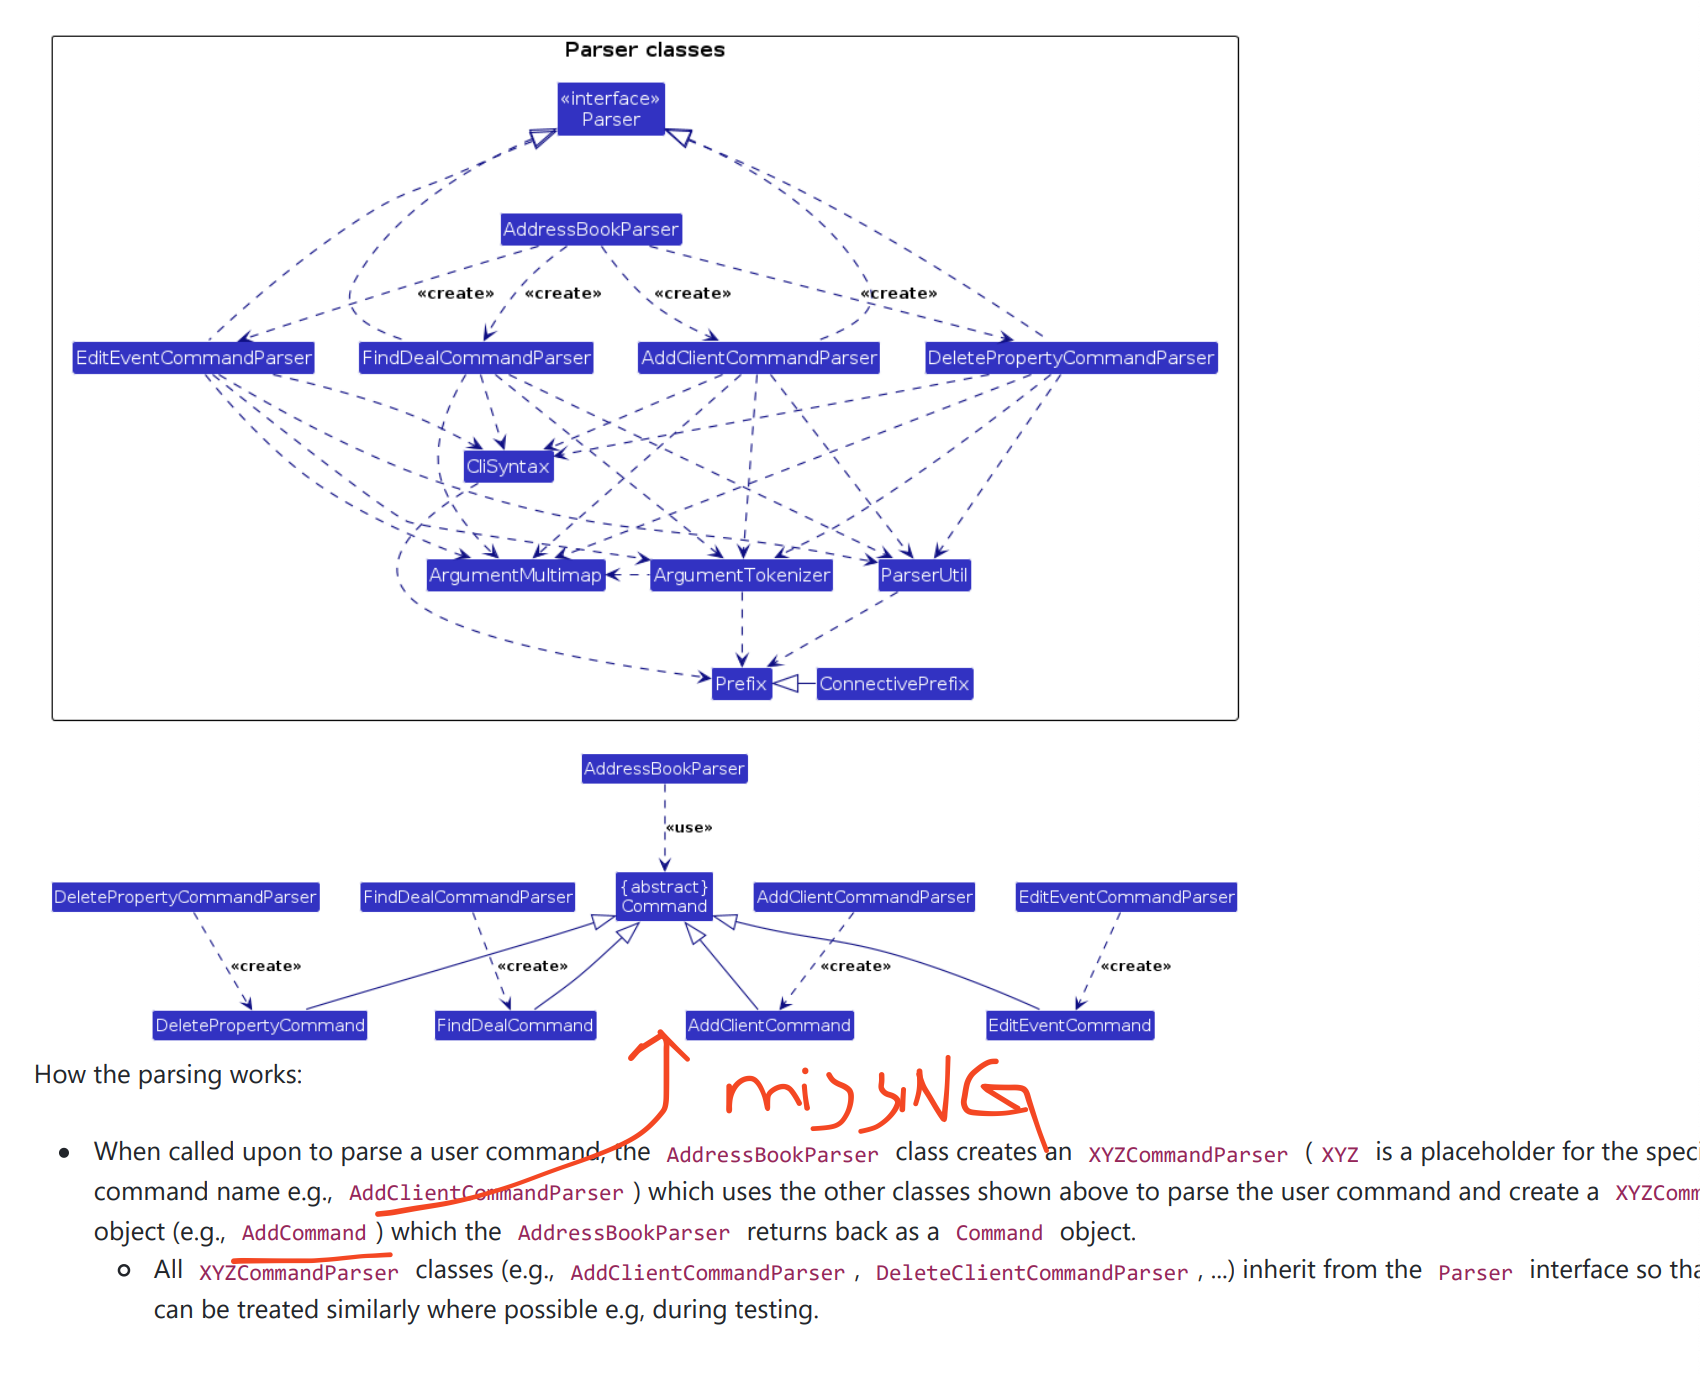 Parser classes
«interface»
Parser
AddressBookParser
«create» «create» «create» «create»
EditEventCommandParser FindDealCommandParser AddClientCommandParser DeletePropertyCommandParser
CliSyntax
ArgumentMultimap ArgumentTokenizer ParserUtil
Prefix ConnectivePrefix
AddressBookParser
«use»
DeletePropertyCommandParser FindDealCommandParser {abstract} Command AddClientCommandParser EditEventCommandParser
«create» «create» «create» «create»
DeletePropertyCommand FindDealCommand AddClientCommand EditEventCommand
How the parsing works:
missiNG
When called upon to parse a user command, the AddressBookParser class creates an XYZCommandParser ( XYZ is a placeholder for the speci
command name e.g., AddClientCommandParser ) which uses the other classes shown above to parse the user command and create a XYZComm
object (e.g., AddCommand ) which the AddressBookParser returns back as a Command object.
All XYZCommandParser classes (e.g., AddClientCommandParser , DeleteClientCommandParser , ...) inherit from the Parser interface so tha
can be treated similarly where possible e.g, during testing.